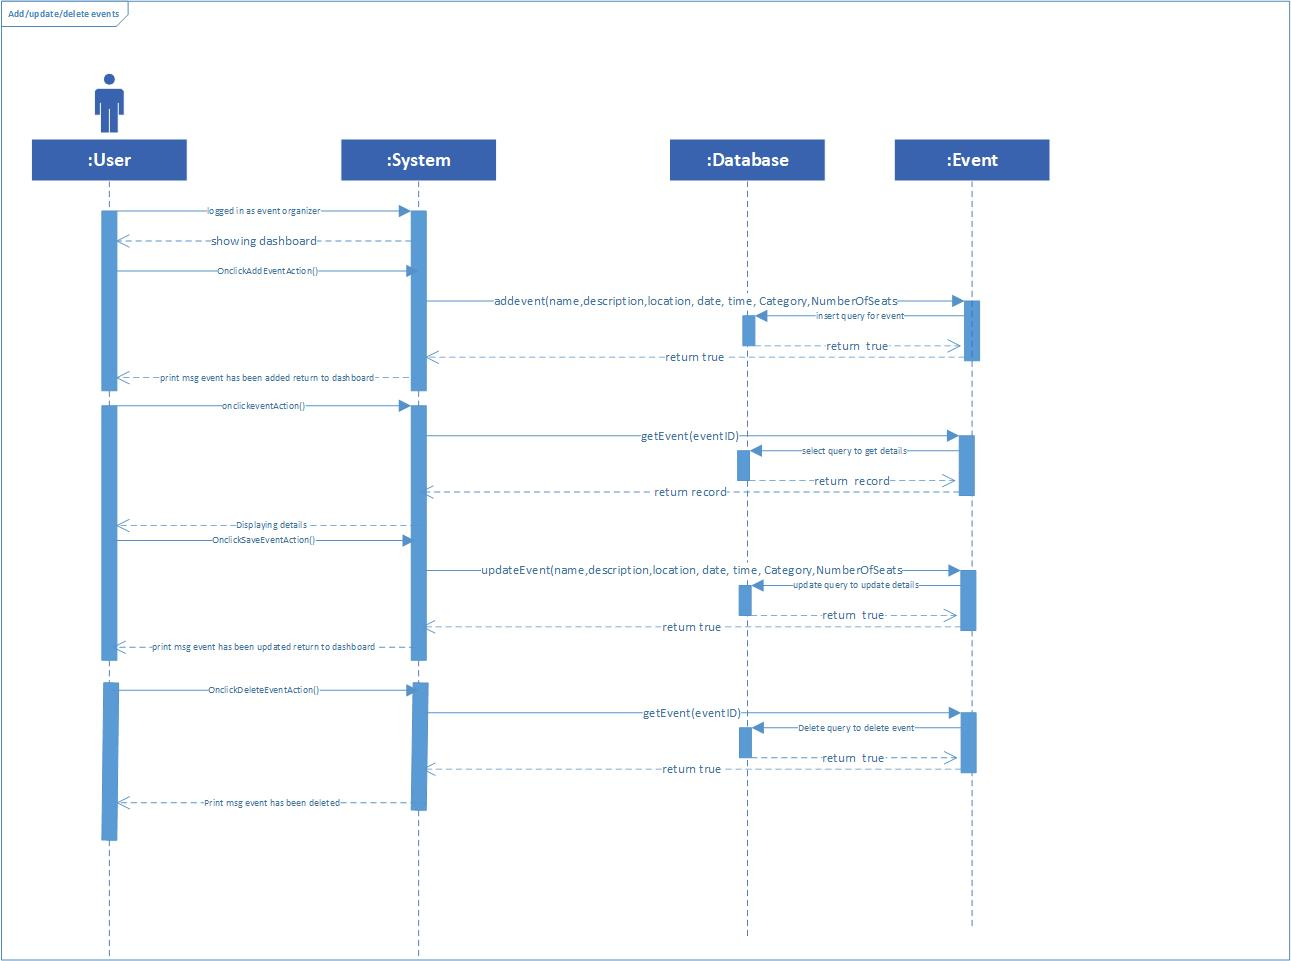 Add/update/delete events
:User
:System
:Database
:Event
logged in as event organizer
showing dashboard
OnclickAddEventAction()
addevent(name,description,location, date, time, Category,NumberOfSeats
insert query for event
return true
return true
print msg event has been added return to dashboard
onclickeventAction()
getEvent(eventID)
select query to get details
return record
return record
Displaying details
OnclickSaveEventAction()
updateEvent(name,description,location, date, time, Category,NumberOfSeats
update query to update details
return true
return true
print msg event has been updated return to dashboard
OnclickDeleteEventAction()
getEvent(eventID)
Delete query to delete event
return true
return true
Print msg event has been deleted